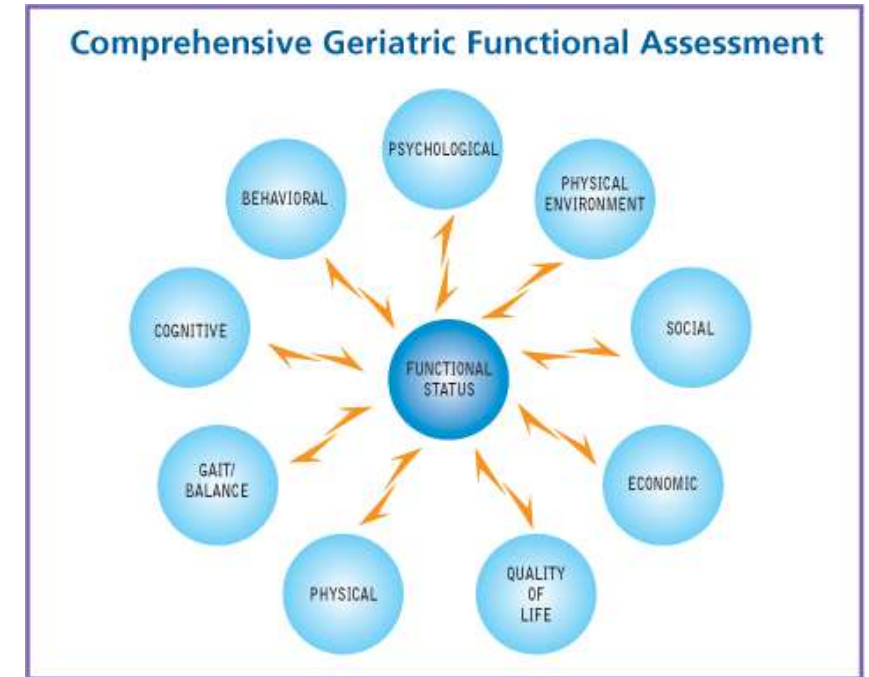 Comprehensive Geriatric Functional Assessment
PSYCHOLOGICAL
PHYSICAL
ENVIRONMENT
SOCIAL
ECONOMIC
QUALITY
OF
LIFE
PHYSICAL
GAIT/
BALANCE
COGNITIVE
BEHAVIORAL
FUNCTIONAL
STATUS